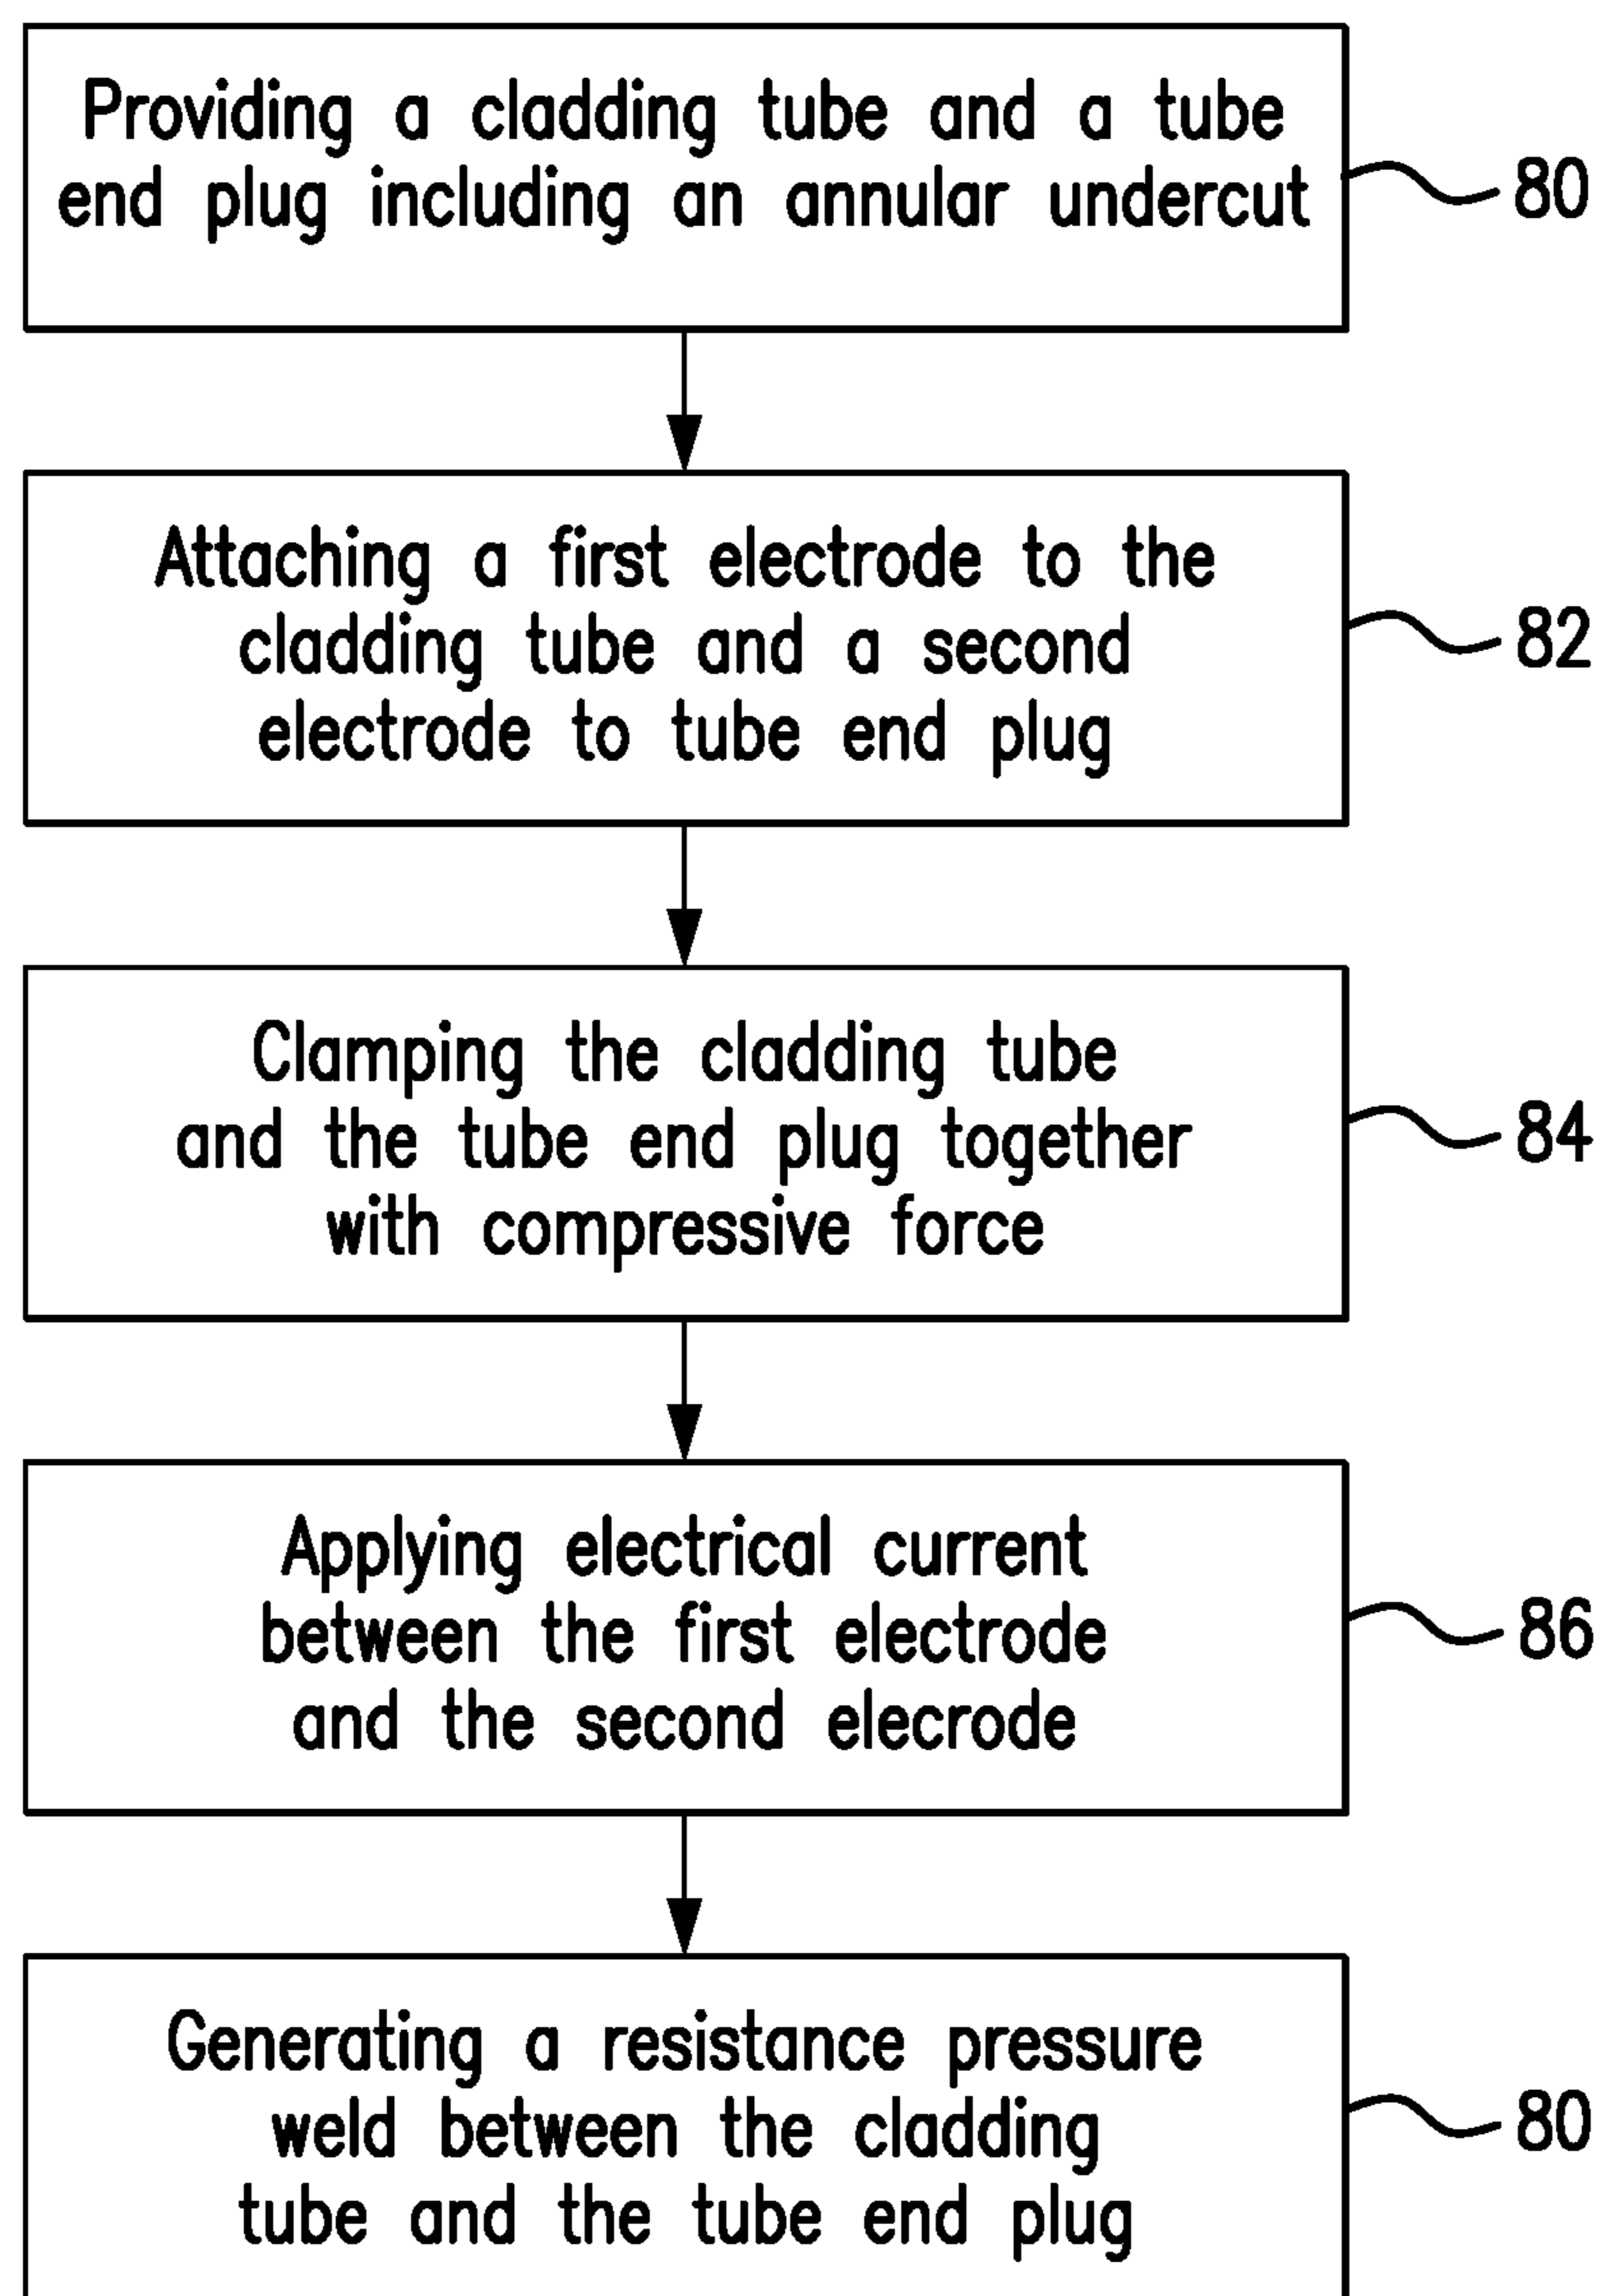 Providing a cladding tube and a tube
end plug including an annular undercut
80
Attaching a first electrode to the
cladding tube and a second
electrode to tube end plug
82
Clamping the cladding tube
and the tube end plug together
with compressive force
84
Applying electrical current
between the first electrode
and the second elecrode
86
Generating a resistance pressure
weld between the cladding
tube and the tube end plug
80